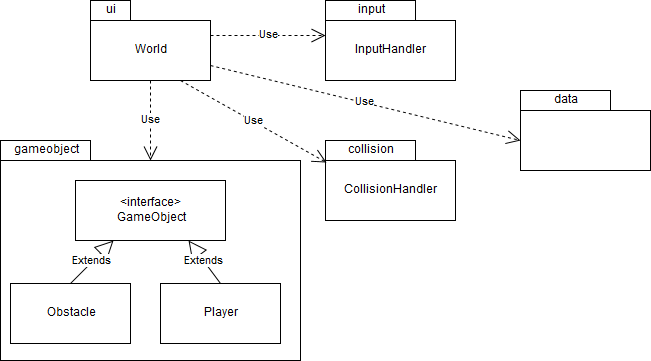 ui
World
input
InputHandler
Use
Use
data
Use
Use
gameobject
collision
CollisionHandler
<interface>
GameObject
Extends
Extends
Obstacle
Player